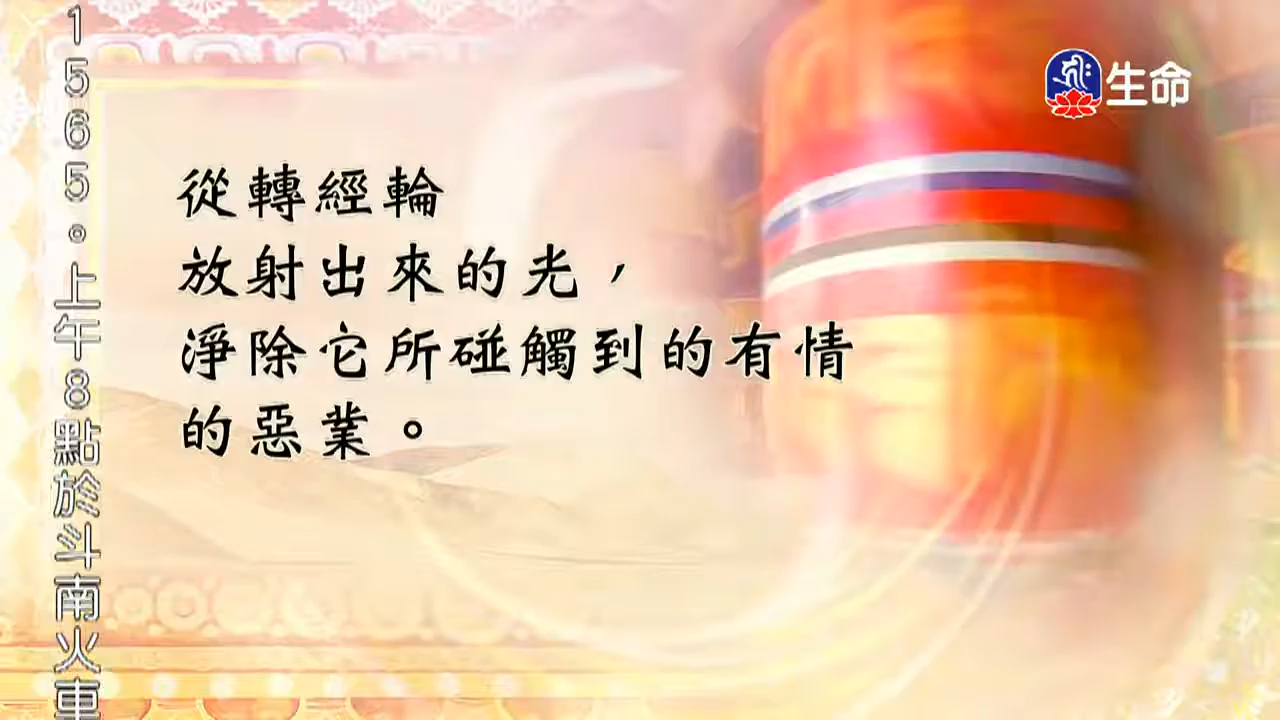 從轉經輪
放射出來的光，
淨除它所碰觸到的有情
的惡業。
生命
1565。上午8點於斗南火車